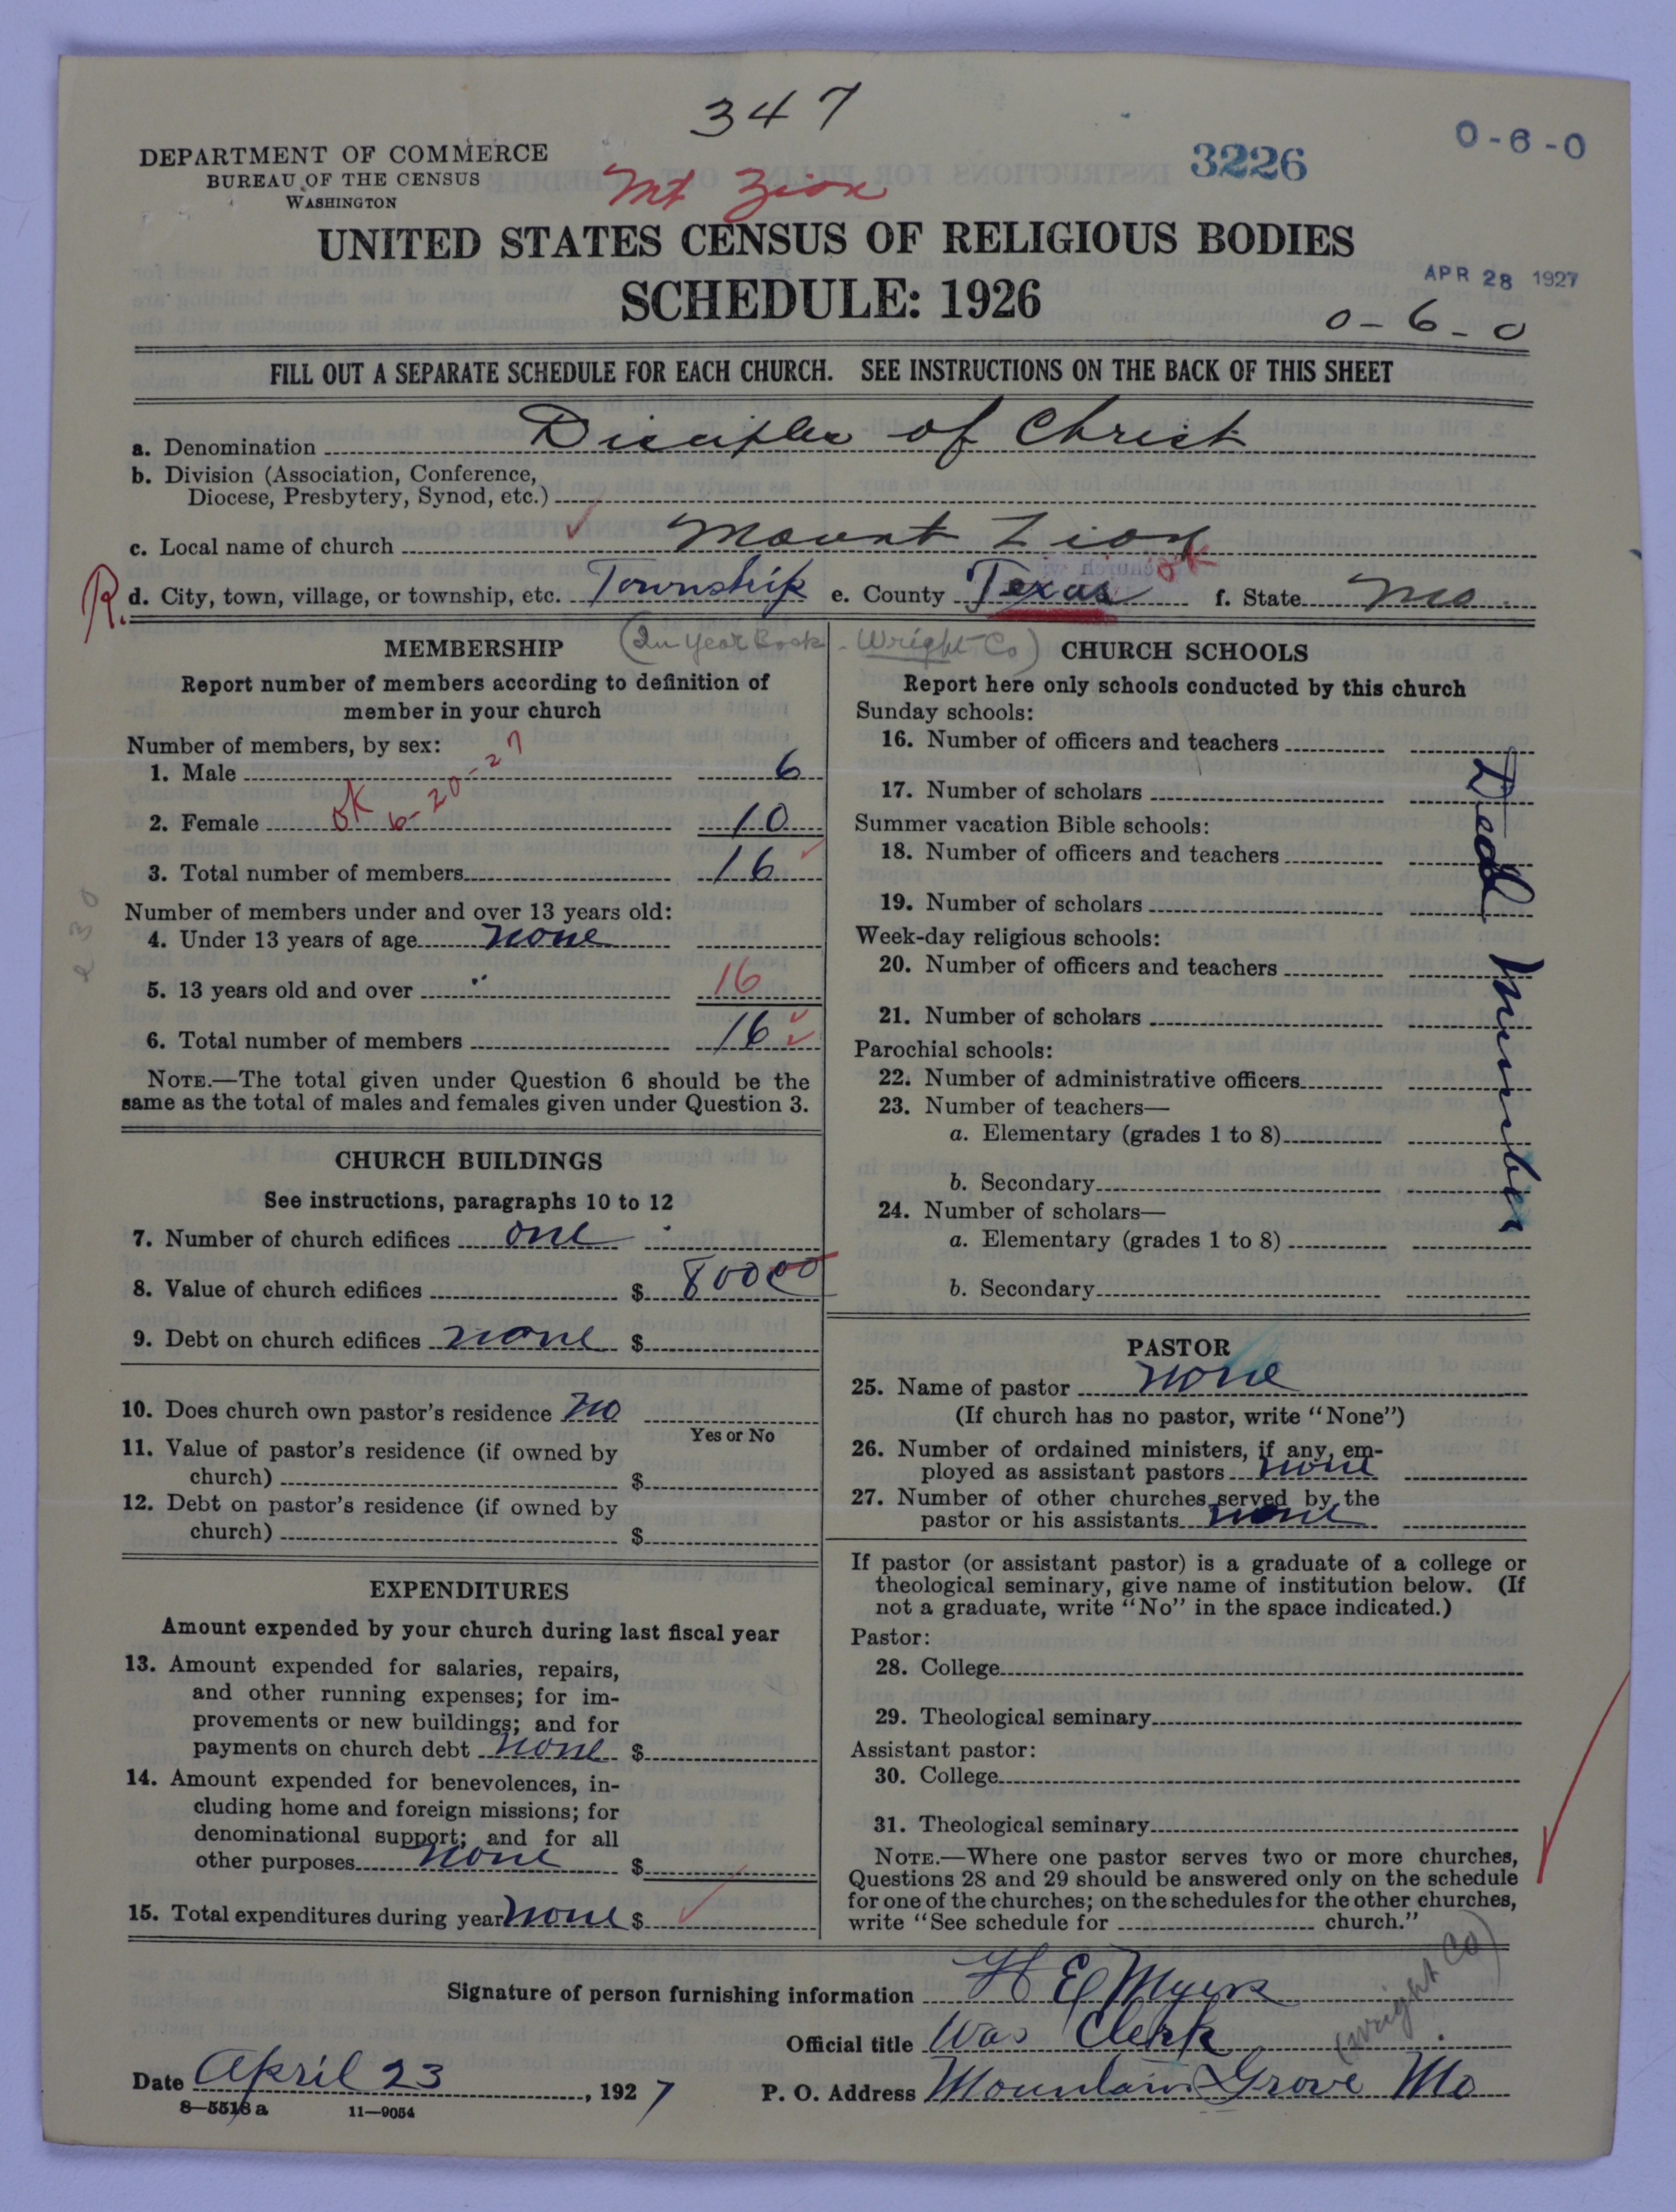 347
DEPARTMENT OF COMMERCE
BUREAU OF THE CENSUS
WASHINGTON
3226
0-6-0
Mt Zion
UNITED STATES CENSUS OF RELIGIOUS BODIES
SCHEDULE: 1926
APR 28 1927
0-6-0
FILL OUT A SEPARATE SCHEDULE FOR EACH CHURCH. SEE INSTRUCTIONS ON THE BACK OF THIS SHEET
a. Denomination Disciples of Christ
b. Division (Association, Conference,
Diocese, Presbytery, Synod, etc.)
c. Local name of church Mount Zion
R. d. City, town, village, or township, etc. Township e. County Texas OK f. State Mo.
(In Year Book - Wright Co)
MEMBERSHIP
Report number of members according to definition of
member in your church
Number of members, by sex:
1. Male 6
OK 6-20-27
2. Female 10
3. Total number of members 16
Number of members under and over 13 years old:
4. Under 13 years of age none
5. 13 years old and over " 16
6. Total number of members 16
NOTE.—The total given under Question 6 should be the
same as the total of males and females given under Question 3.
CHURCH BUILDINGS
See instructions, paragraphs 10 to 12
7. Number of church edifices one
8. Value of church edifices $ 80000
9. Debt on church edifices none $
10. Does church own pastor's residence no
Yes or No
11. Value of pastor's residence (if owned by
church) $
12. Debt on pastor's residence (if owned by
church) $
EXPENDITURES
Amount expended by your church during last fiscal year
13. Amount expended for salaries, repairs,
and other running expenses; for im-
provements or new buildings; and for
payments on church debt none $
14. Amount expended for benevolences, in-
cluding home and foreign missions; for
denominational support; and for all
other purposes none $
15. Total expenditures during year none $
CHURCH SCHOOLS
Report here only schools conducted by this church
Sunday schools:
16. Number of officers and teachers
17. Number of scholars
Summer vacation Bible schools:
18. Number of officers and teachers
19. Number of scholars
Week-day religious schools:
20. Number of officers and teachers
21. Number of scholars
Parochial schools:
22. Number of administrative officers
23. Number of teachers—
a. Elementary (grades 1 to 8)
b. Secondary
24. Number of scholars—
a. Elementary (grades 1 to 8)
b. Secondary
Dead Number
PASTOR
25. Name of pastor none
(If church has no pastor, write "None")
26. Number of ordained ministers, if any, em-
ployed as assistant pastors none
27. Number of other churches served by the
pastor or his assistants none
If pastor (or assistant pastor) is a graduate of a college or
theological seminary, give name of institution below. (If
not a graduate, write "No" in the space indicated.)
Pastor:
28. College
29. Theological seminary
Assistant pastor:
30. College
31. Theological seminary
NOTE.—Where one pastor serves two or more churches,
Questions 28 and 29 should be answered only on the schedule
for one of the churches; on the schedules for the other churches,
write "See schedule for church."
Signature of person furnishing information H E Myers
Official title Was Clerk
(Wright Co)
Date April 23, 1927 P. O. Address Mountain Grove Mo
8—5518 a 11—9054